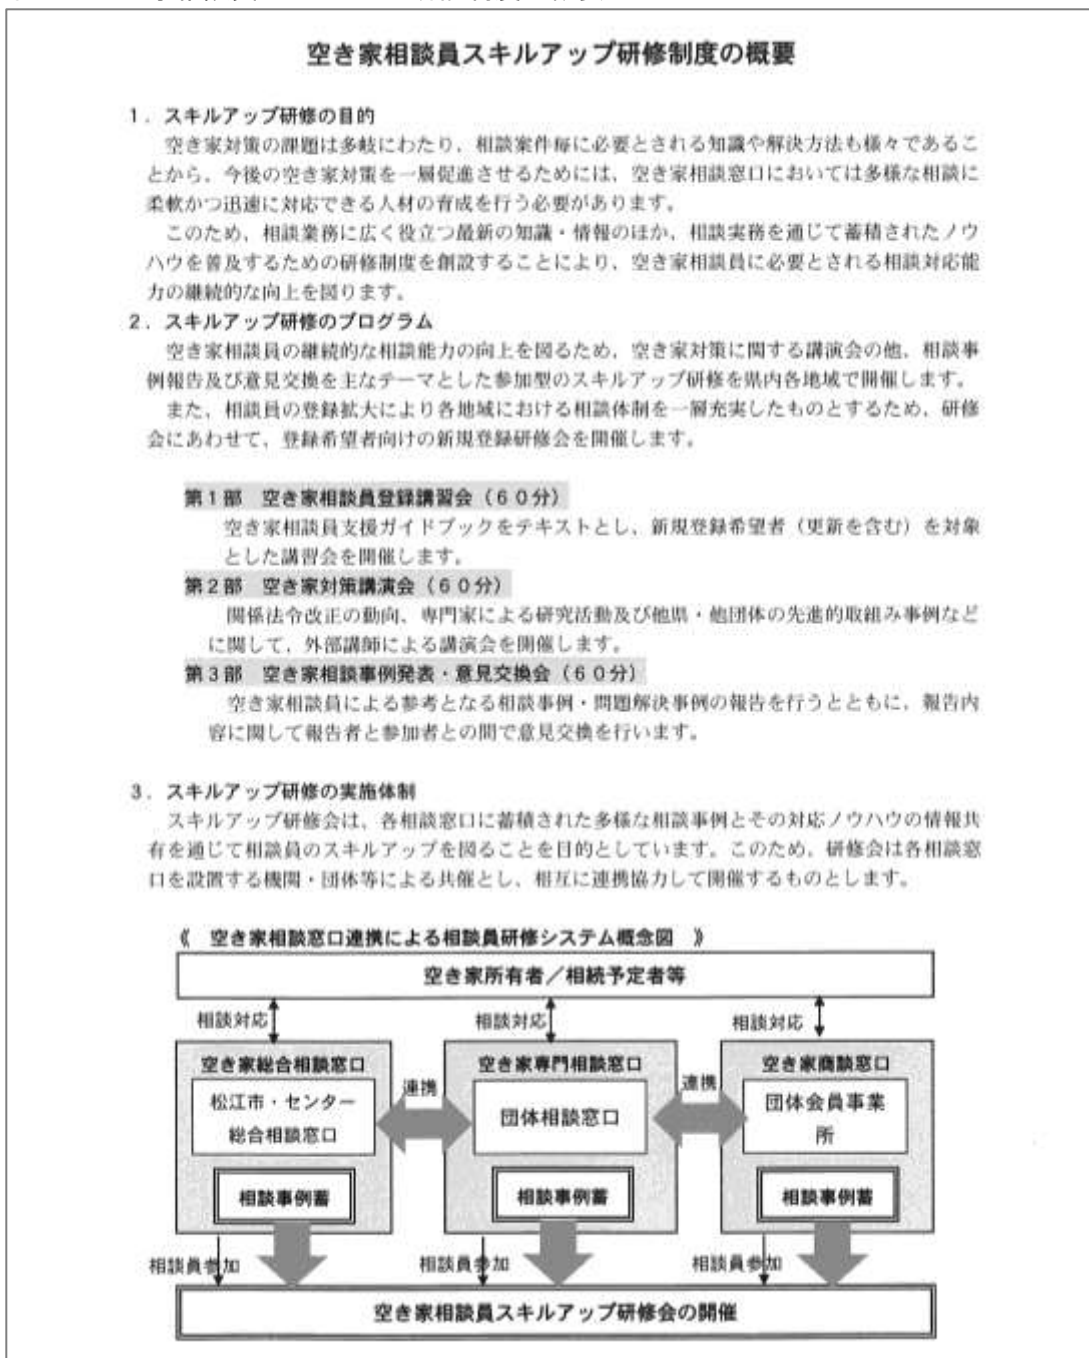 空き家相談員スキルアップ研修制度の概要
1．スキルアップ研修の目的
空き家対策の課題は多岐にわたり、相談案件毎に必要とされる知識や解決方法も様々であるこ
とから、今後の空き家対策を一層促進させるためには、空き家相談窓口においては多様な相談に
柔軟かつ迅速に対応できる人材の育成を行う必要があります。
このため、相談業務に広く役立つ最新の知識・情報のほか、相談実務を通じて蓄積されたノウ
ハウを普及するための研修制度を創設することにより、空き家相談員に必要とされる相談対応能
力の継続的な向上を図ります。
2．スキルアップ研修のプログラム
空き家相談員の継続的な相談能力の向上を図るため、空き家対策に関する講演会の他、相談事
例報告及び意見交換を主なテーマとした参加型のスキルアップ研修を県内各地域で開催します。
また、相談員の登録拡大により各地域における相談体制を一層充実したものとするため、研修
会にあわせて、登録希望者向けの新規登録研修会を開催します。
第1部　空き家相談員登録講習会（60分）
空き家相談員支援ガイドブックをテキストとし、新規登録希望者（更新を含む）を対象
とした講習会を開催します。
第2部　空き家対策講演会（60分）
関係法令改正の動向、専門家による研究活動及び他県・他団体の先進的取組み事例など
に関して、外部講師による講演会を開催します。
第3部　空き家相談事例発表・意見交換会（60分）
空き家相談員による参考となる相談事例・問題解決事例の報告を行うとともに、報告内
容に関して報告者と参加者との間で意見交換を行います。
3．スキルアップ研修の実施体制
スキルアップ研修会は、各相談窓口に蓄積された多様な相談事例とその対応ノウハウの情報共
有を通じて相談員のスキルアップを図ることを目的としています。このため、研修会は各相談窓
口を設置する機関・団体等による共催とし、相互に連携協力して開催するものとします。
《　空き家相談窓口連携による相談員研修システム概念図　》
空き家所有者／相続予定者等
相談対応　相談対応　相談対応
空き家総合相談窓口　空き家専門相談窓口　空き家商談窓口
連携　連携
松江市・センター
総合相談窓口
団体相談窓口
団体会員事業
所
相談事例蓄　相談事例蓄　相談事例蓄
相談員参加　相談員参加　相談員参加
空き家相談員スキルアップ研修会の開催